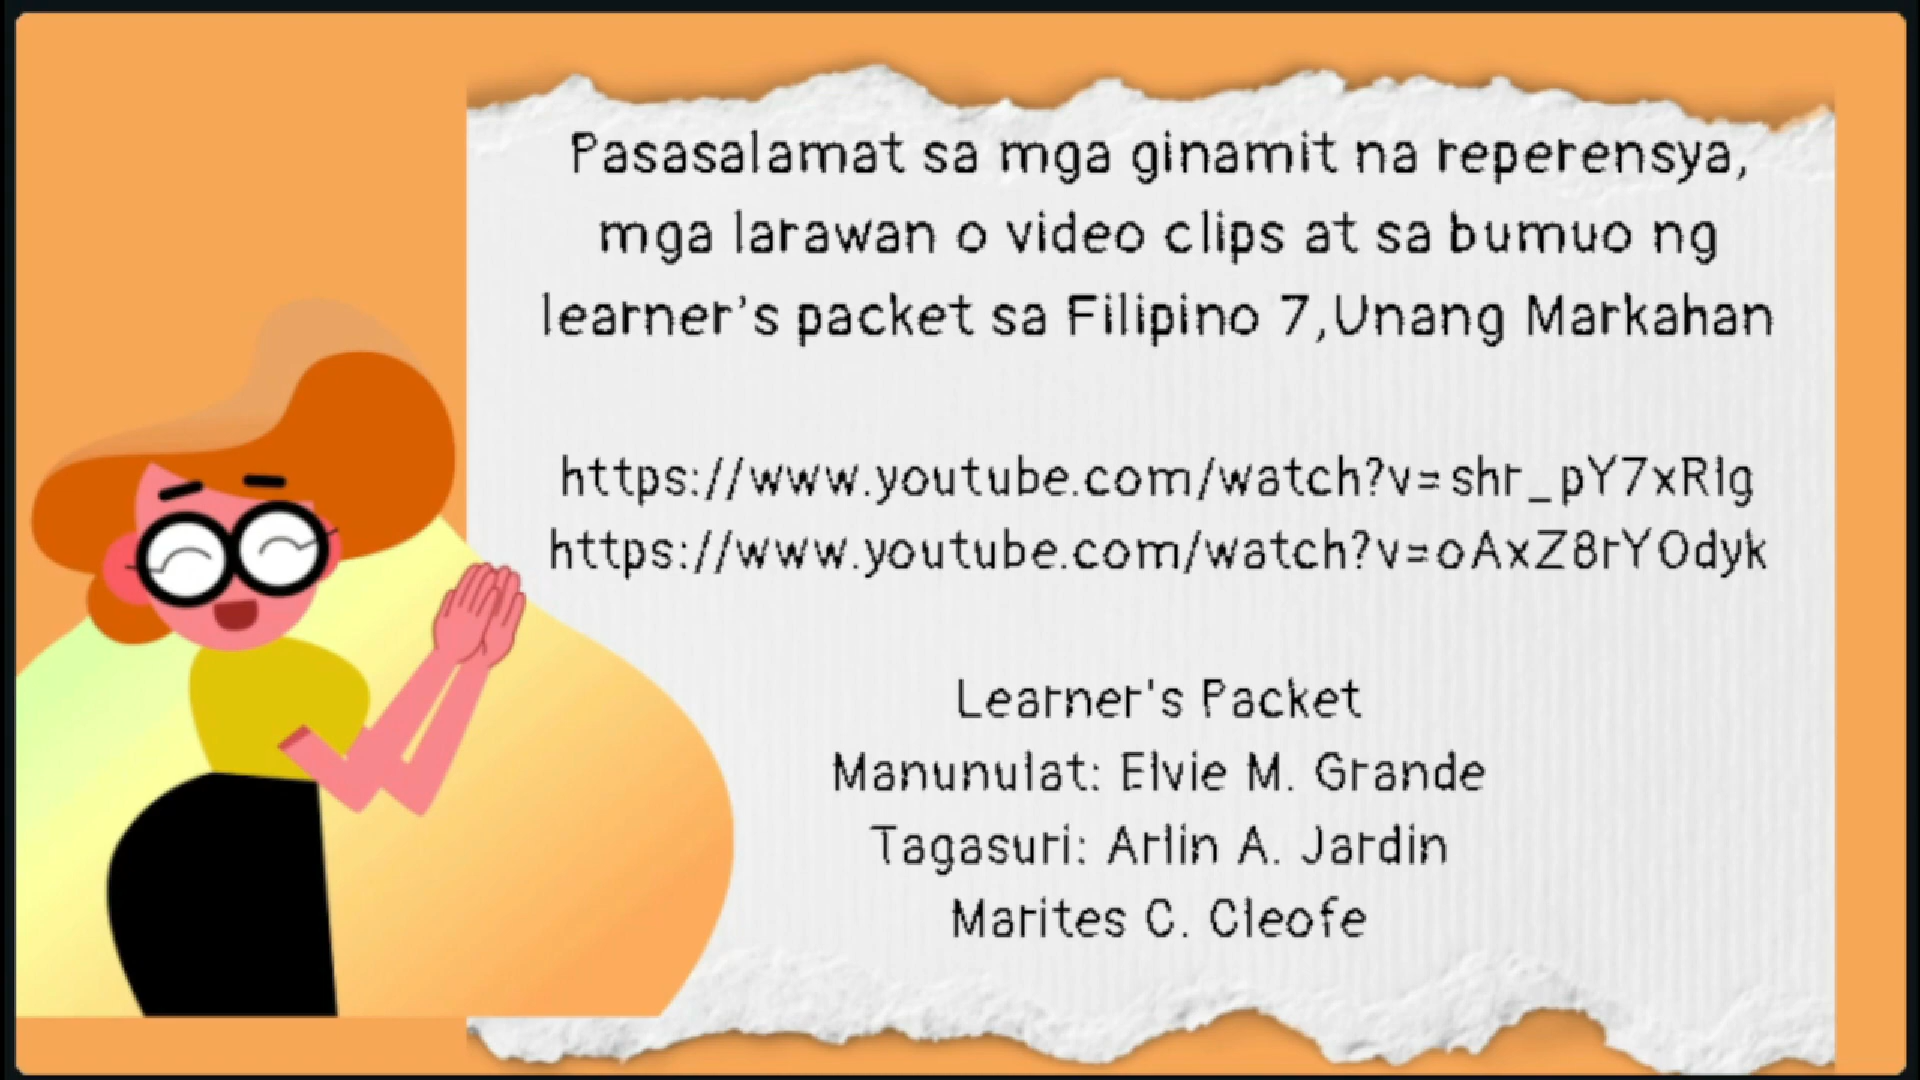 Pasasalamat sa mga ginamit na reperensya,
mga larawan o video clips at sa bumuo ng
learner's packet sa Filipino 7,Unang Markahan
https://www.youtube.com/watch?v=shr_pY7xRlg
https://www.youtube.com/watch?v=oAxZ8rYOdyk
Learner's Packet
Manunulat: Elvie M. Grande
Tagasuri: Arlin A. Jardin
Marites C. Cleofe